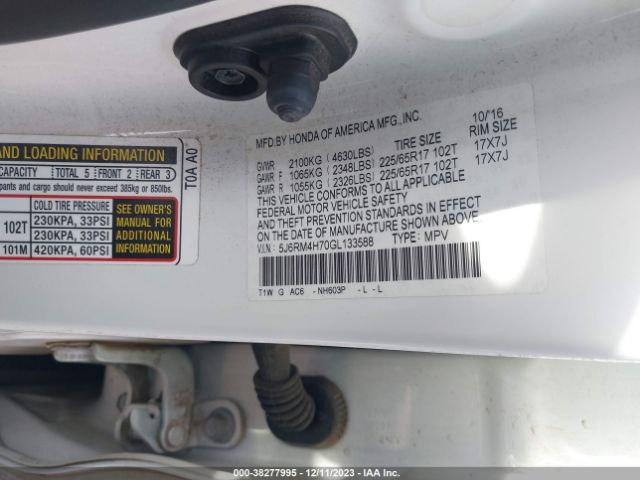 AND LOADING INFORMATION
CAPACITY TOTAL 5 FRONT 2 REAR 3
pants and cargo should never exceed 385kg or 850lbs.
COLD TIRE PRESSURE
102T 230KPA, 33PSI
230KPA, 33PSI
101M 420KPA, 60PSI
SEE OWNER'S
MANUAL FOR
ADDITIONAL
INFORMATION
T0A A0
MFD.BY HONDA OF AMERICA MFG.,INC. 10/16
TIRE SIZE RIM SIZE
GVWR 2100KG ( 4630LBS)
GAWR F 1065KG ( 2348LBS) 225/65R17 102T 17X7J
GAWR R 1055KG ( 2326LBS) 225/65R17 102T 17X7J
THIS VEHICLE CONFORMS TO ALL APPLICABLE
FEDERAL MOTOR VEHICLE SAFETY
AND THEFT PREVENTION STANDARDS IN EFFECT
ON THE DATE OF MANUFACTURE SHOWN ABOVE.
V.I.N: 5J6RM4H70GL133588 TYPE: MPV
T1W G AC6 - NH603P - L - L
000-38277995 - 12/11/2023 - IAA Inc.